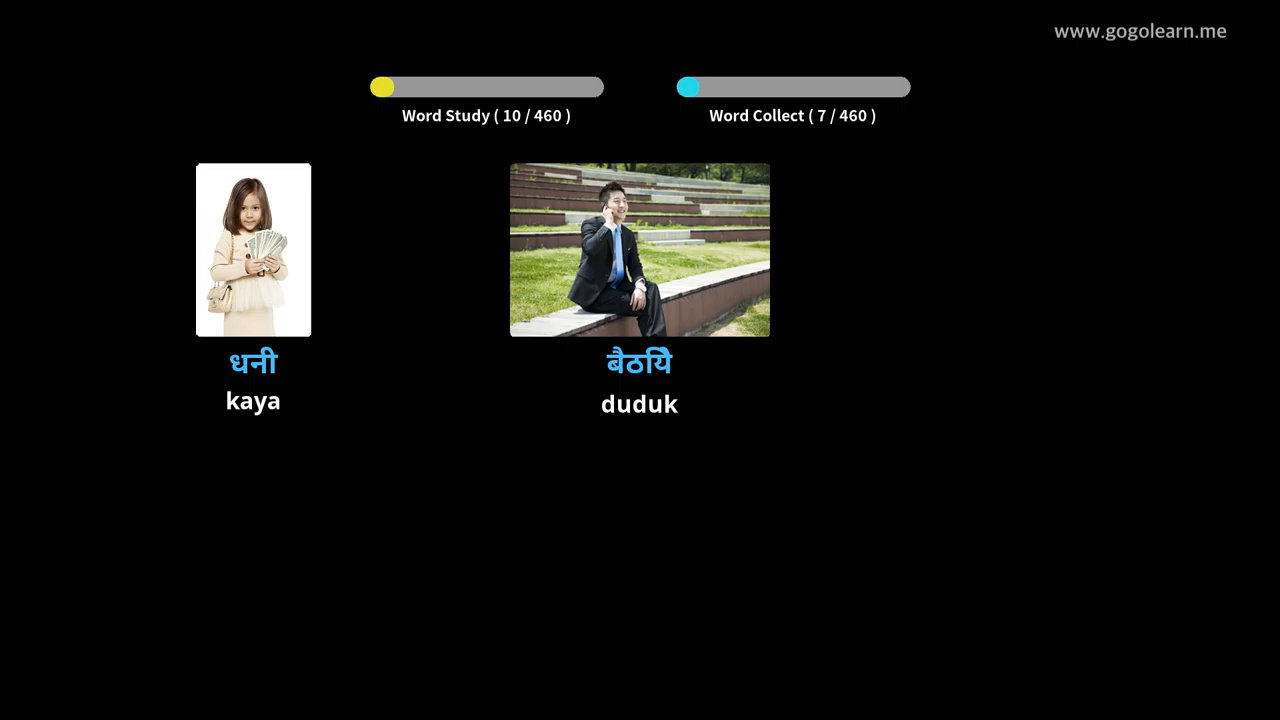 www.gogolearn.me
Word Study ( 10 / 460 )
Word Collect ( 7 / 460 )
धनी
kaya
बैठयिे
duduk